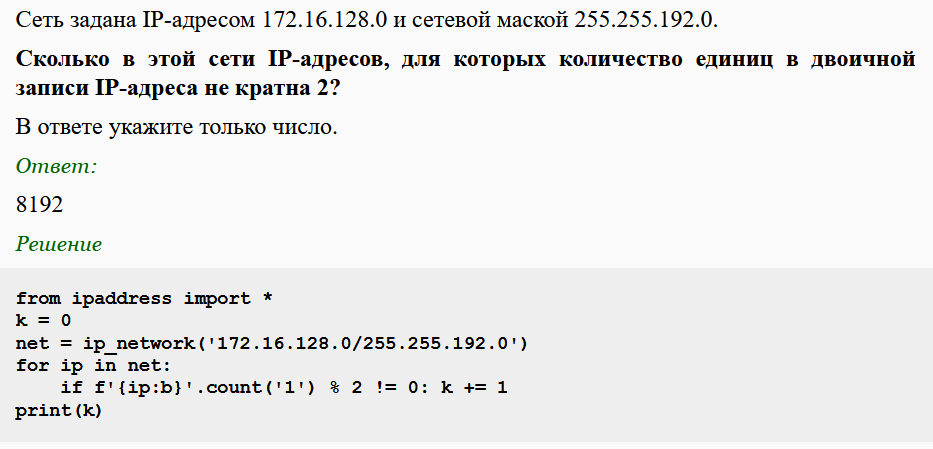 Сеть задана IP-адресом 172.16.128.0 и сетевой маской 255.255.192.0.
Сколько в этой сети IP-адресов, для которых количество единиц в двоичной
записи IP-адреса не кратна 2?
В ответе укажите только число.
Ответ:
8192
Решение
from ipaddress import *
k = 0
net = ip_network('172.16.128.0/255.255.192.0')
for ip in net:
    if f'{ip:b}'.count('1') % 2 != 0: k += 1
print(k)